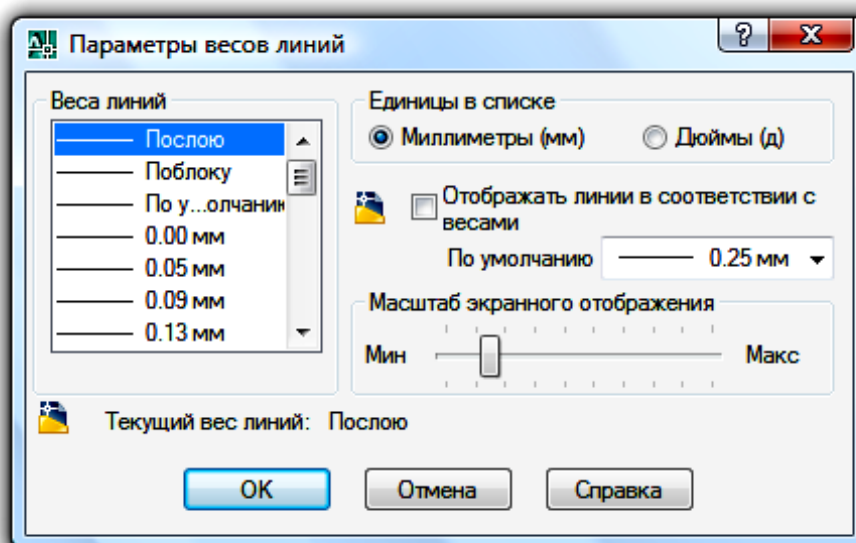 Параметры весов линий
Веса линий
Послою
Поблоку
По у...олчанию
0.00 мм
0.05 мм
0.09 мм
0.13 мм
Единицы в списке
Миллиметры (мм)
Дюймы (д)
Отображать линии в соответствии с
весами
По умолчанию
0.25 мм
Масштаб экранного отображения
Мин
Макс
Текущий вес линий: Послою
OK
Отмена
Справка